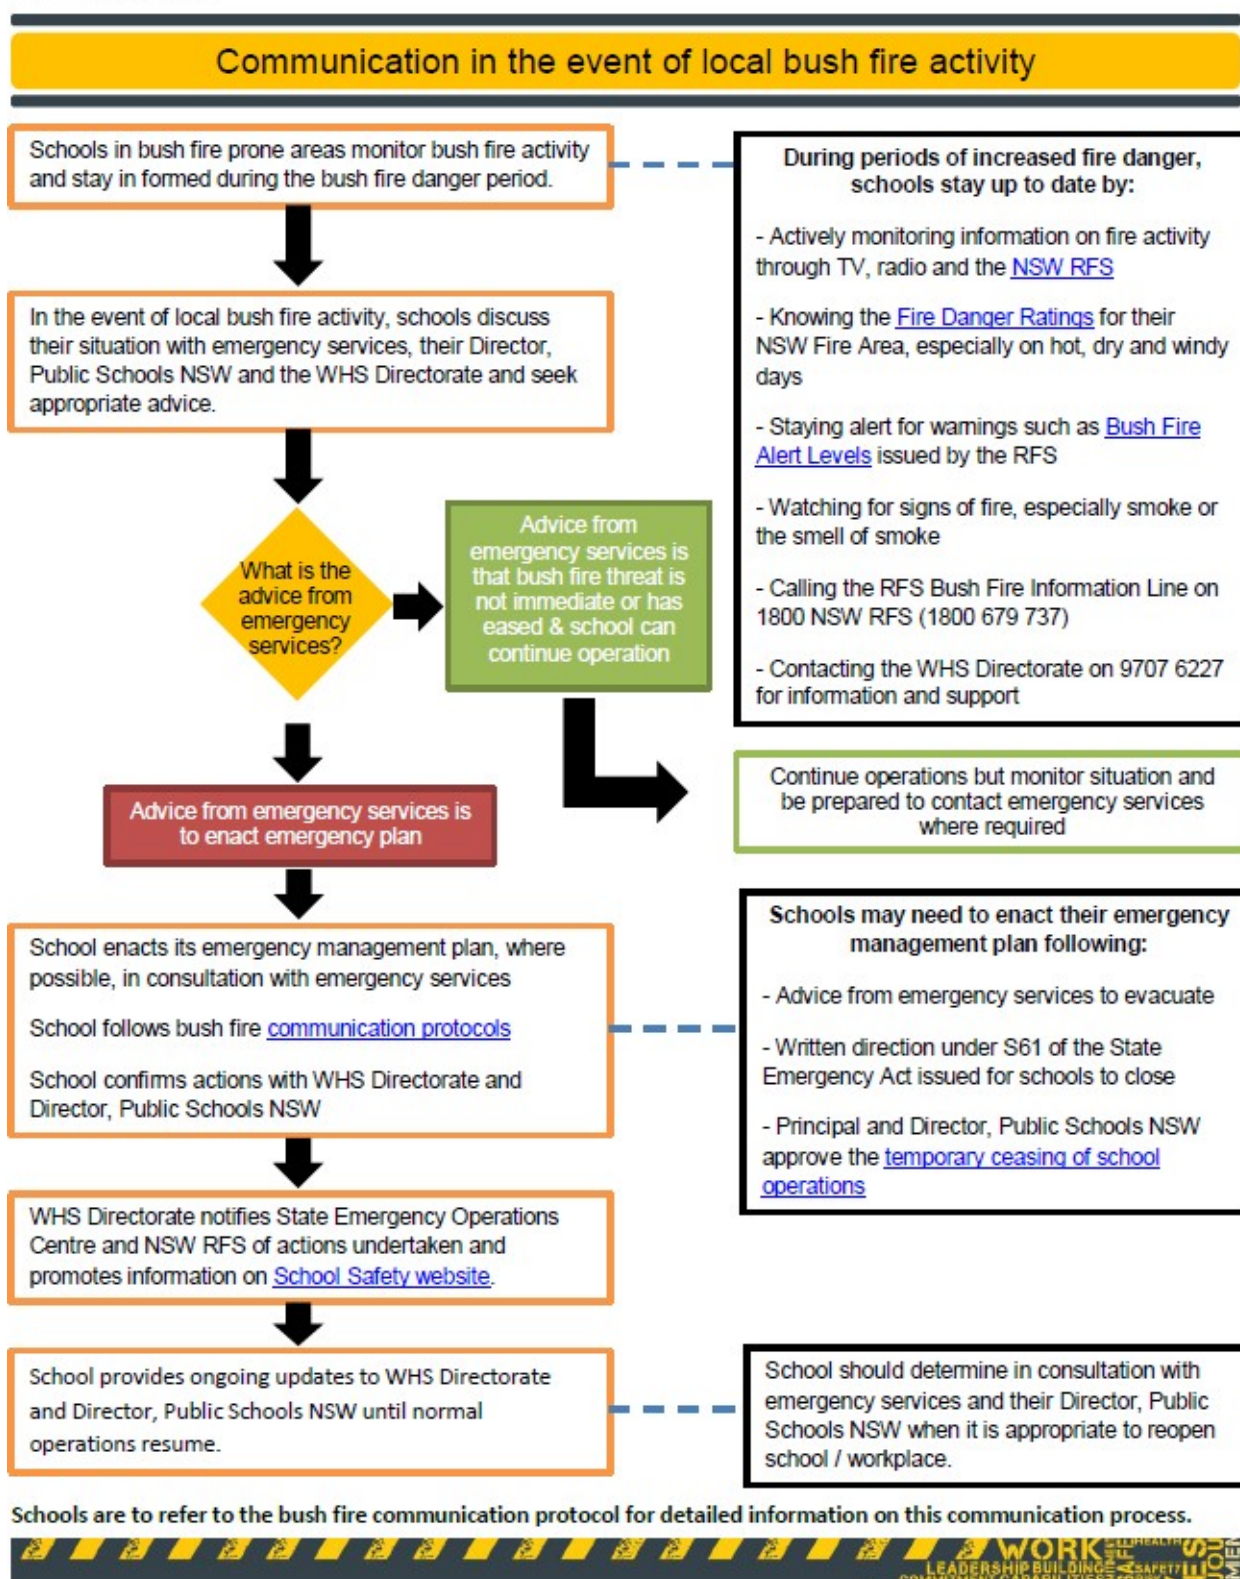 Communication in the event of local bush fire activity
Schools in bush fire prone areas monitor bush fire activity
and stay in formed during the bush fire danger period.
During periods of increased fire danger,
schools stay up to date by:
- Actively monitoring information on fire activity
through TV, radio and the NSW RFS
- Knowing the Fire Danger Ratings for their
NSW Fire Area, especially on hot, dry and windy
days
- Staying alert for warnings such as Bush Fire
Alert Levels issued by the RFS
- Watching for signs of fire, especially smoke or
the smell of smoke
- Calling the RFS Bush Fire Information Line on
1800 NSW RFS (1800 679 737)
- Contacting the WHS Directorate on 9707 6227
for information and support
In the event of local bush fire activity, schools discuss
their situation with emergency services, their Director,
Public Schools NSW and the WHS Directorate and seek
appropriate advice.
What is the
advice from
emergency
services?
Advice from
emergency services is
that bush fire threat is
not immediate or has
eased & school can
continue operation
Continue operations but monitor situation and
be prepared to contact emergency services
where required
Advice from emergency services is
to enact emergency plan
School enacts its emergency management plan, where
possible, in consultation with emergency services
School follows bush fire communication protocols
School confirms actions with WHS Directorate and
Director, Public Schools NSW
Schools may need to enact their emergency
management plan following:
- Advice from emergency services to evacuate
- Written direction under S61 of the State
Emergency Act issued for schools to close
- Principal and Director, Public Schools NSW
approve the temporary ceasing of school
operations
WHS Directorate notifies State Emergency Operations
Centre and NSW RFS of actions undertaken and
promotes information on School Safety website.
School provides ongoing updates to WHS Directorate
and Director, Public Schools NSW until normal
operations resume.
School should determine in consultation with
emergency services and their Director, Public
Schools NSW when it is appropriate to reopen
school / workplace.
Schools are to refer to the bush fire communication protocol for detailed information on this communication process.
WORK
HEALTH
LEADERSHIP BUILDING
SAFETY
COMMITMENT CAPABILITIES
SAFE